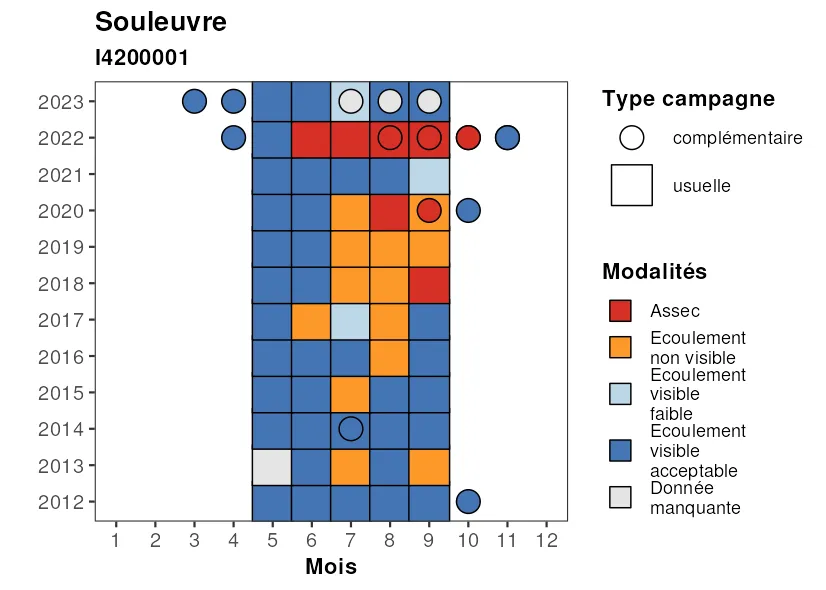 Souleuvre
I4200001
2023
2022
2021
2020
2019
2018
2017
2016
2015
2014
2013
2012
1 2 3 4 5 6 7 8 9 10 11 12
Mois
Type campagne
complémentaire
usuelle
Modalités
Assec
Ecoulement
non visible
Ecoulement
visible
faible
Ecoulement
visible
acceptable
Donnée
manquante